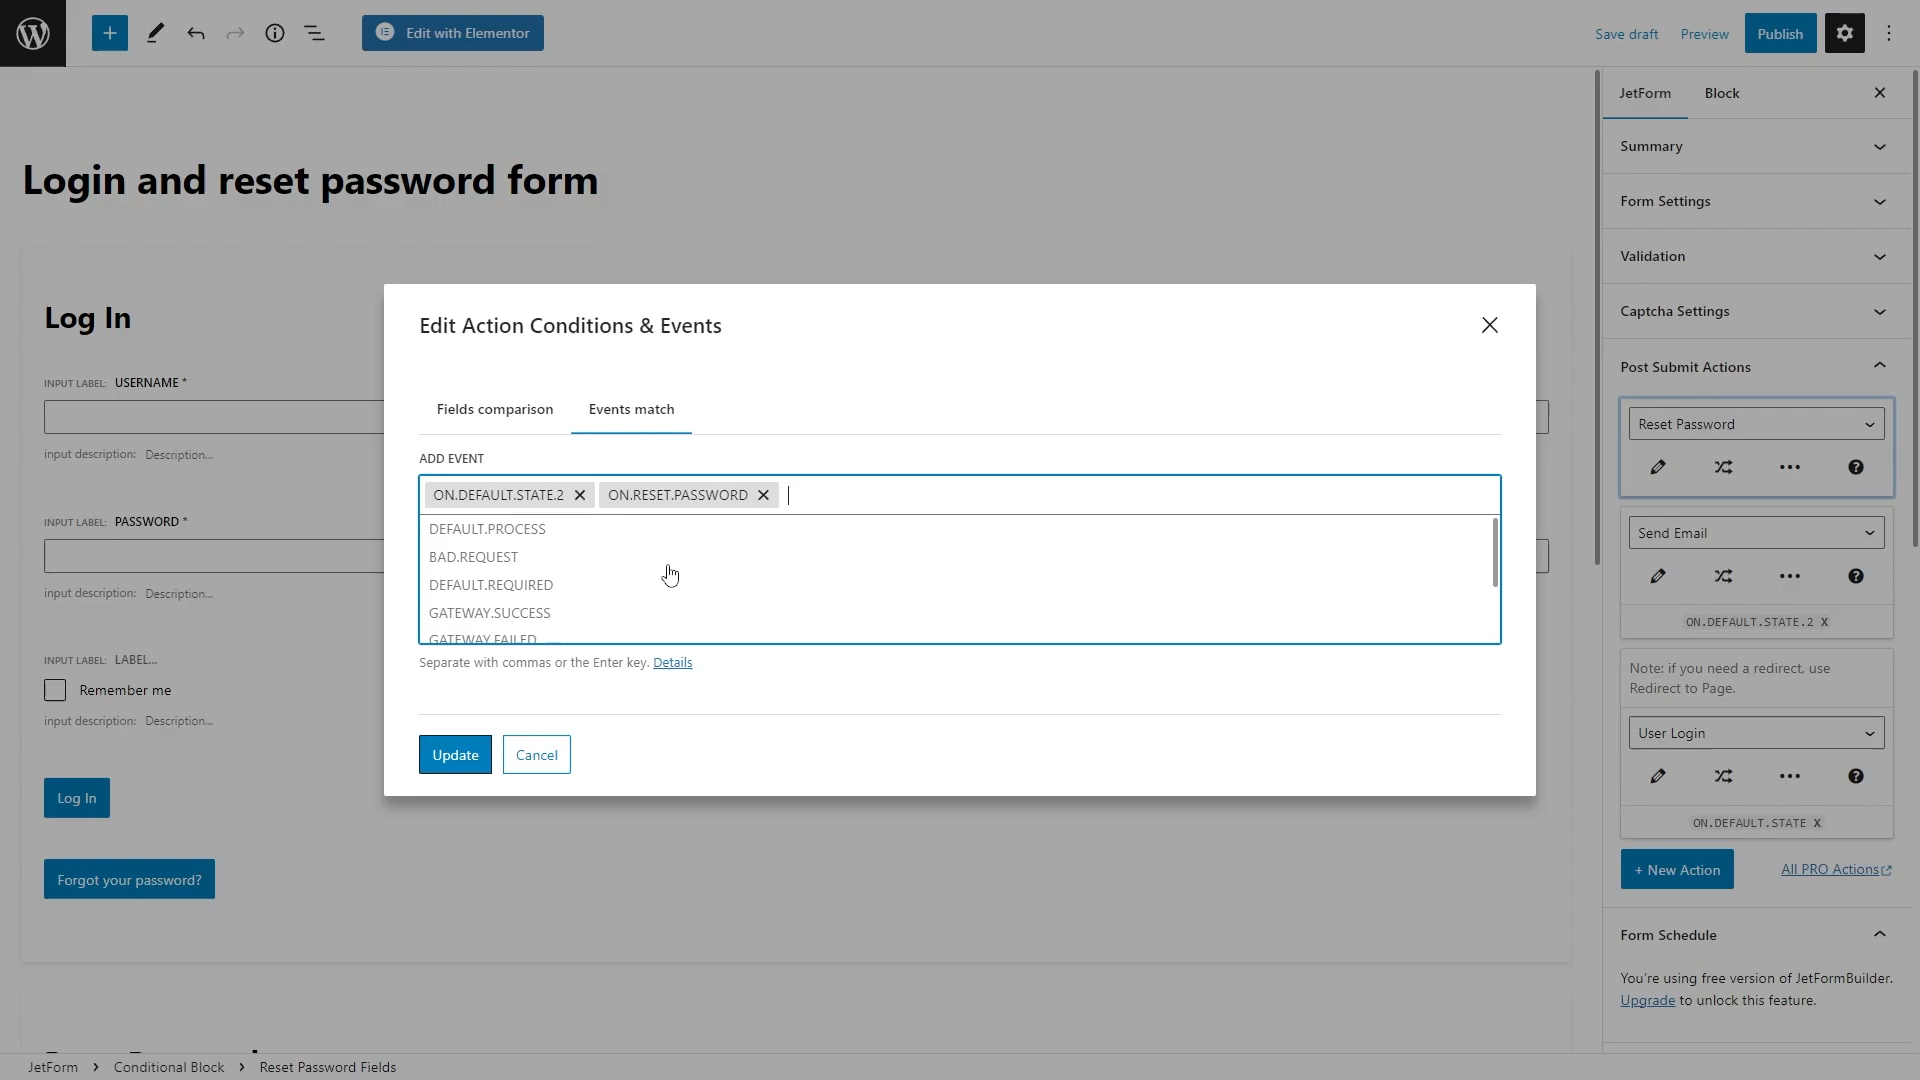 Edit with Elementor
Save draft
Preview
Publish
Login and reset password form
Log In
INPUT LABEL: USERNAME *
input description: Description...
INPUT LABEL: PASSWORD *
input description: Description...
INPUT LABEL: LABEL...
Remember me
input description: Description...
Log In
Forgot your password?
Edit Action Conditions & Events
Fields comparison
Events match
ADD EVENT
ON.DEFAULT.STATE.2
ON.RESET.PASSWORD
DEFAULT.PROCESS
BAD.REQUEST
DEFAULT.REQUIRED
GATEWAY.SUCCESS
GATEWAY.FAILED
Separate with commas or the Enter key. Details
Update
Cancel
JetForm
Block
Summary
Form Settings
Validation
Captcha Settings
Post Submit Actions
Reset Password
Send Email
ON.DEFAULT.STATE.2 X
Note: if you need a redirect, use
Redirect to Page.
User Login
ON.DEFAULT.STATE X
+ New Action
All PRO Actions
Form Schedule
You're using free version of JetFormBuilder.
Upgrade to unlock this feature.
JetForm > Conditional Block > Reset Password Fields